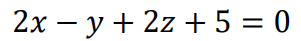 2x − y + 2z + 5 = 0